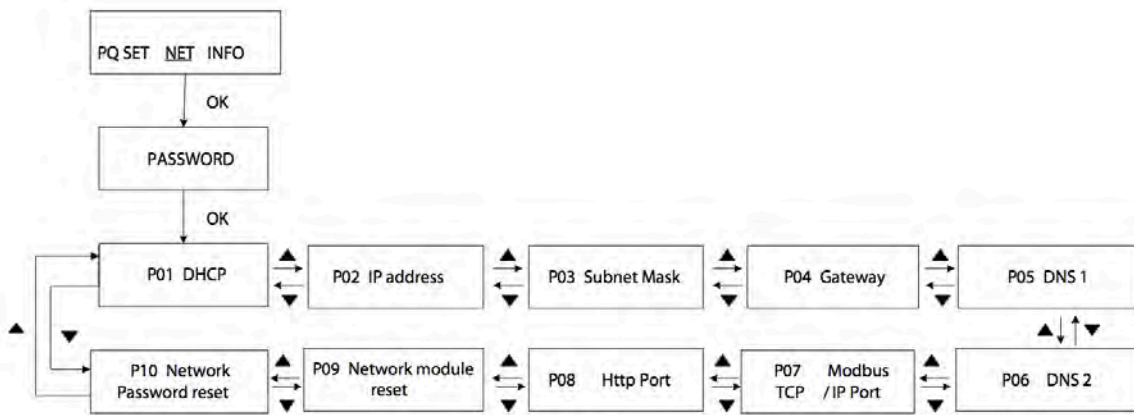 PQ SET NET INFO
OK
PASSWORD
OK
P01 DHCP
P02 IP address
P03 Subnet Mask
P04 Gateway
P05 DNS 1
P10 Network
Password reset
P09 Network module
reset
P08 Http Port
P07 Modbus
TCP / IP Port
P06 DNS 2